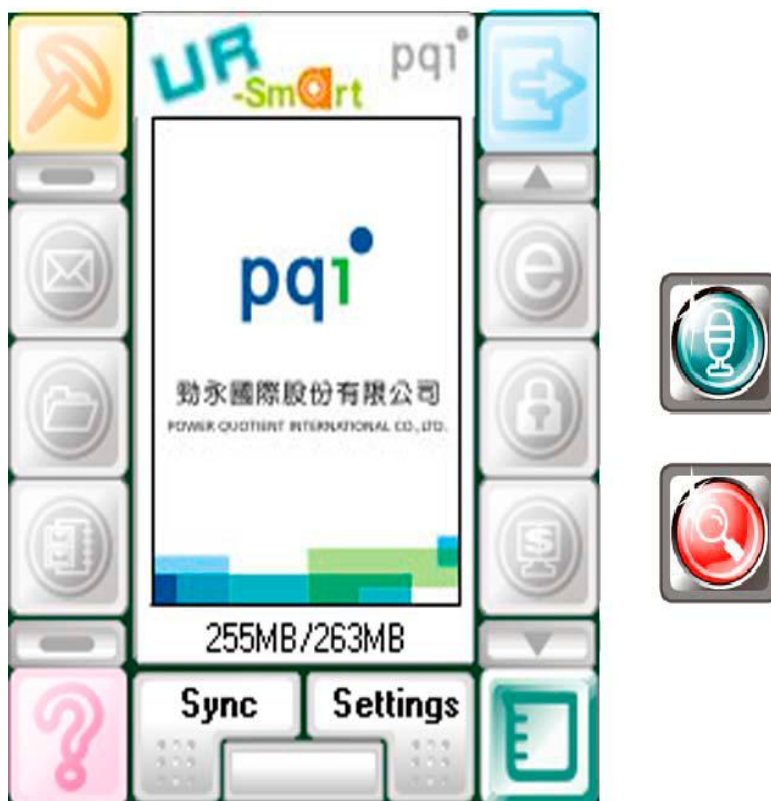 UR
-Smart
pqi
pqi
勁永國際股份有限公司
POWER QUOTIENT INTERNATIONAL CO., LTD.
255MB/263MB
Sync
Settings